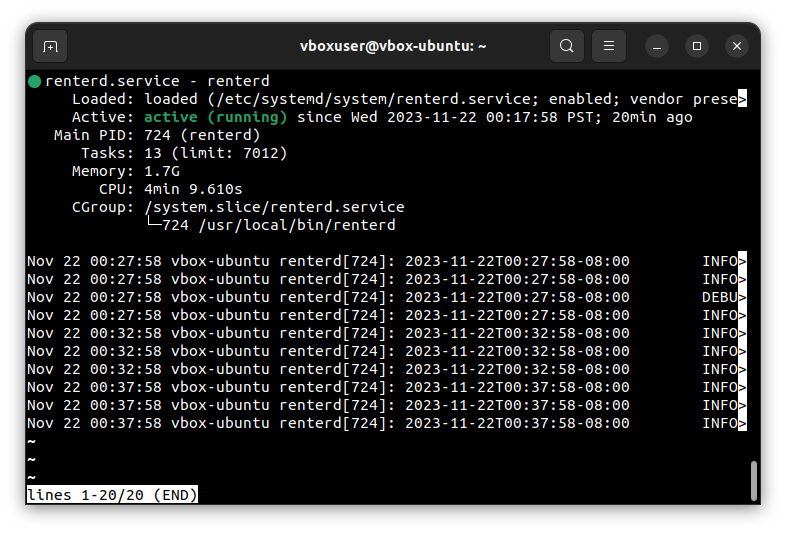 vboxuser@vbox-ubuntu: ~
renterd.service - renterd
Loaded: loaded (/etc/systemd/system/renterd.service; enabled; vendor prese>
Active: active (running) since Wed 2023-11-22 00:17:58 PST; 20min ago
Main PID: 724 (renterd)
Tasks: 13 (limit: 7012)
Memory: 1.7G
CPU: 4min 9.610s
CGroup: /system.slice/renterd.service
└─724 /usr/local/bin/renterd
Nov 22 00:27:58 vbox-ubuntu renterd[724]: 2023-11-22T00:27:58-08:00 INFO>
Nov 22 00:27:58 vbox-ubuntu renterd[724]: 2023-11-22T00:27:58-08:00 INFO>
Nov 22 00:27:58 vbox-ubuntu renterd[724]: 2023-11-22T00:27:58-08:00 DEBU>
Nov 22 00:27:58 vbox-ubuntu renterd[724]: 2023-11-22T00:27:58-08:00 INFO>
Nov 22 00:32:58 vbox-ubuntu renterd[724]: 2023-11-22T00:32:58-08:00 INFO>
Nov 22 00:32:58 vbox-ubuntu renterd[724]: 2023-11-22T00:32:58-08:00 INFO>
Nov 22 00:32:58 vbox-ubuntu renterd[724]: 2023-11-22T00:32:58-08:00 INFO>
Nov 22 00:37:58 vbox-ubuntu renterd[724]: 2023-11-22T00:37:58-08:00 INFO>
Nov 22 00:37:58 vbox-ubuntu renterd[724]: 2023-11-22T00:37:58-08:00 INFO>
Nov 22 00:37:58 vbox-ubuntu renterd[724]: 2023-11-22T00:37:58-08:00 INFO>
~
~
~
lines 1-20/20 (END)